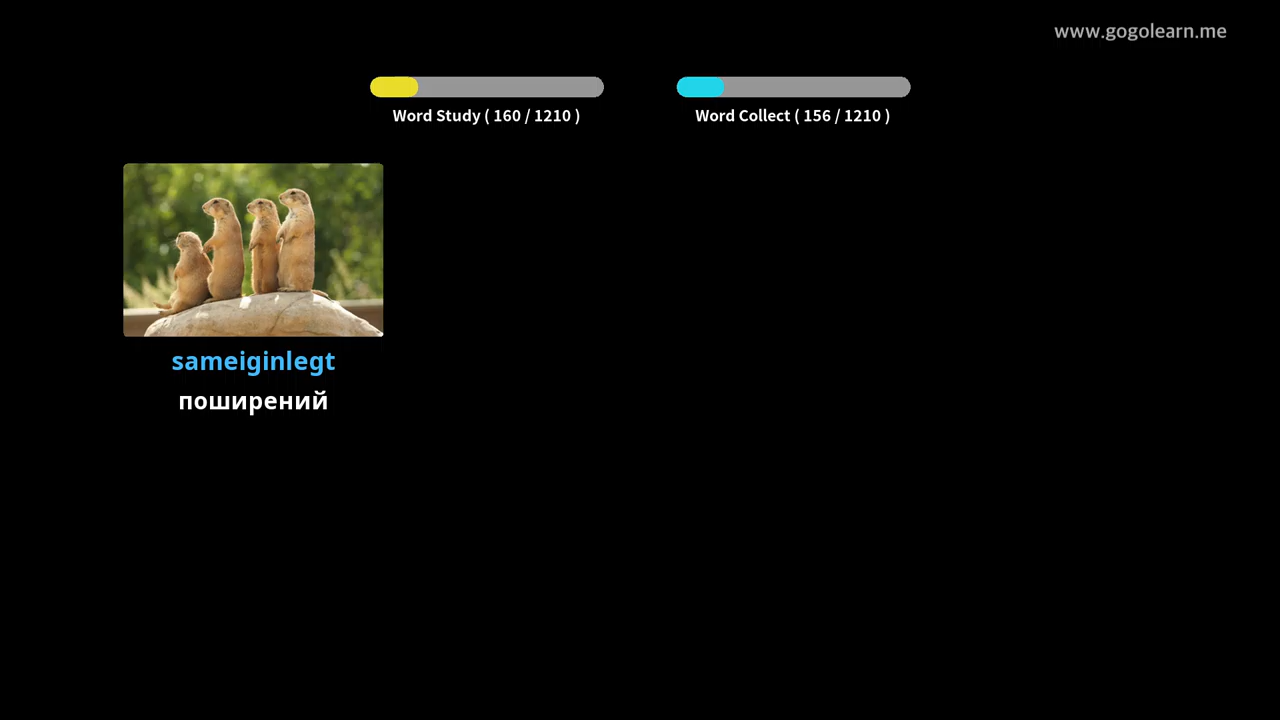 www.gogolearn.me
Word Study ( 160 / 1210 )
Word Collect ( 156 / 1210 )
sameiginlegt
поширений